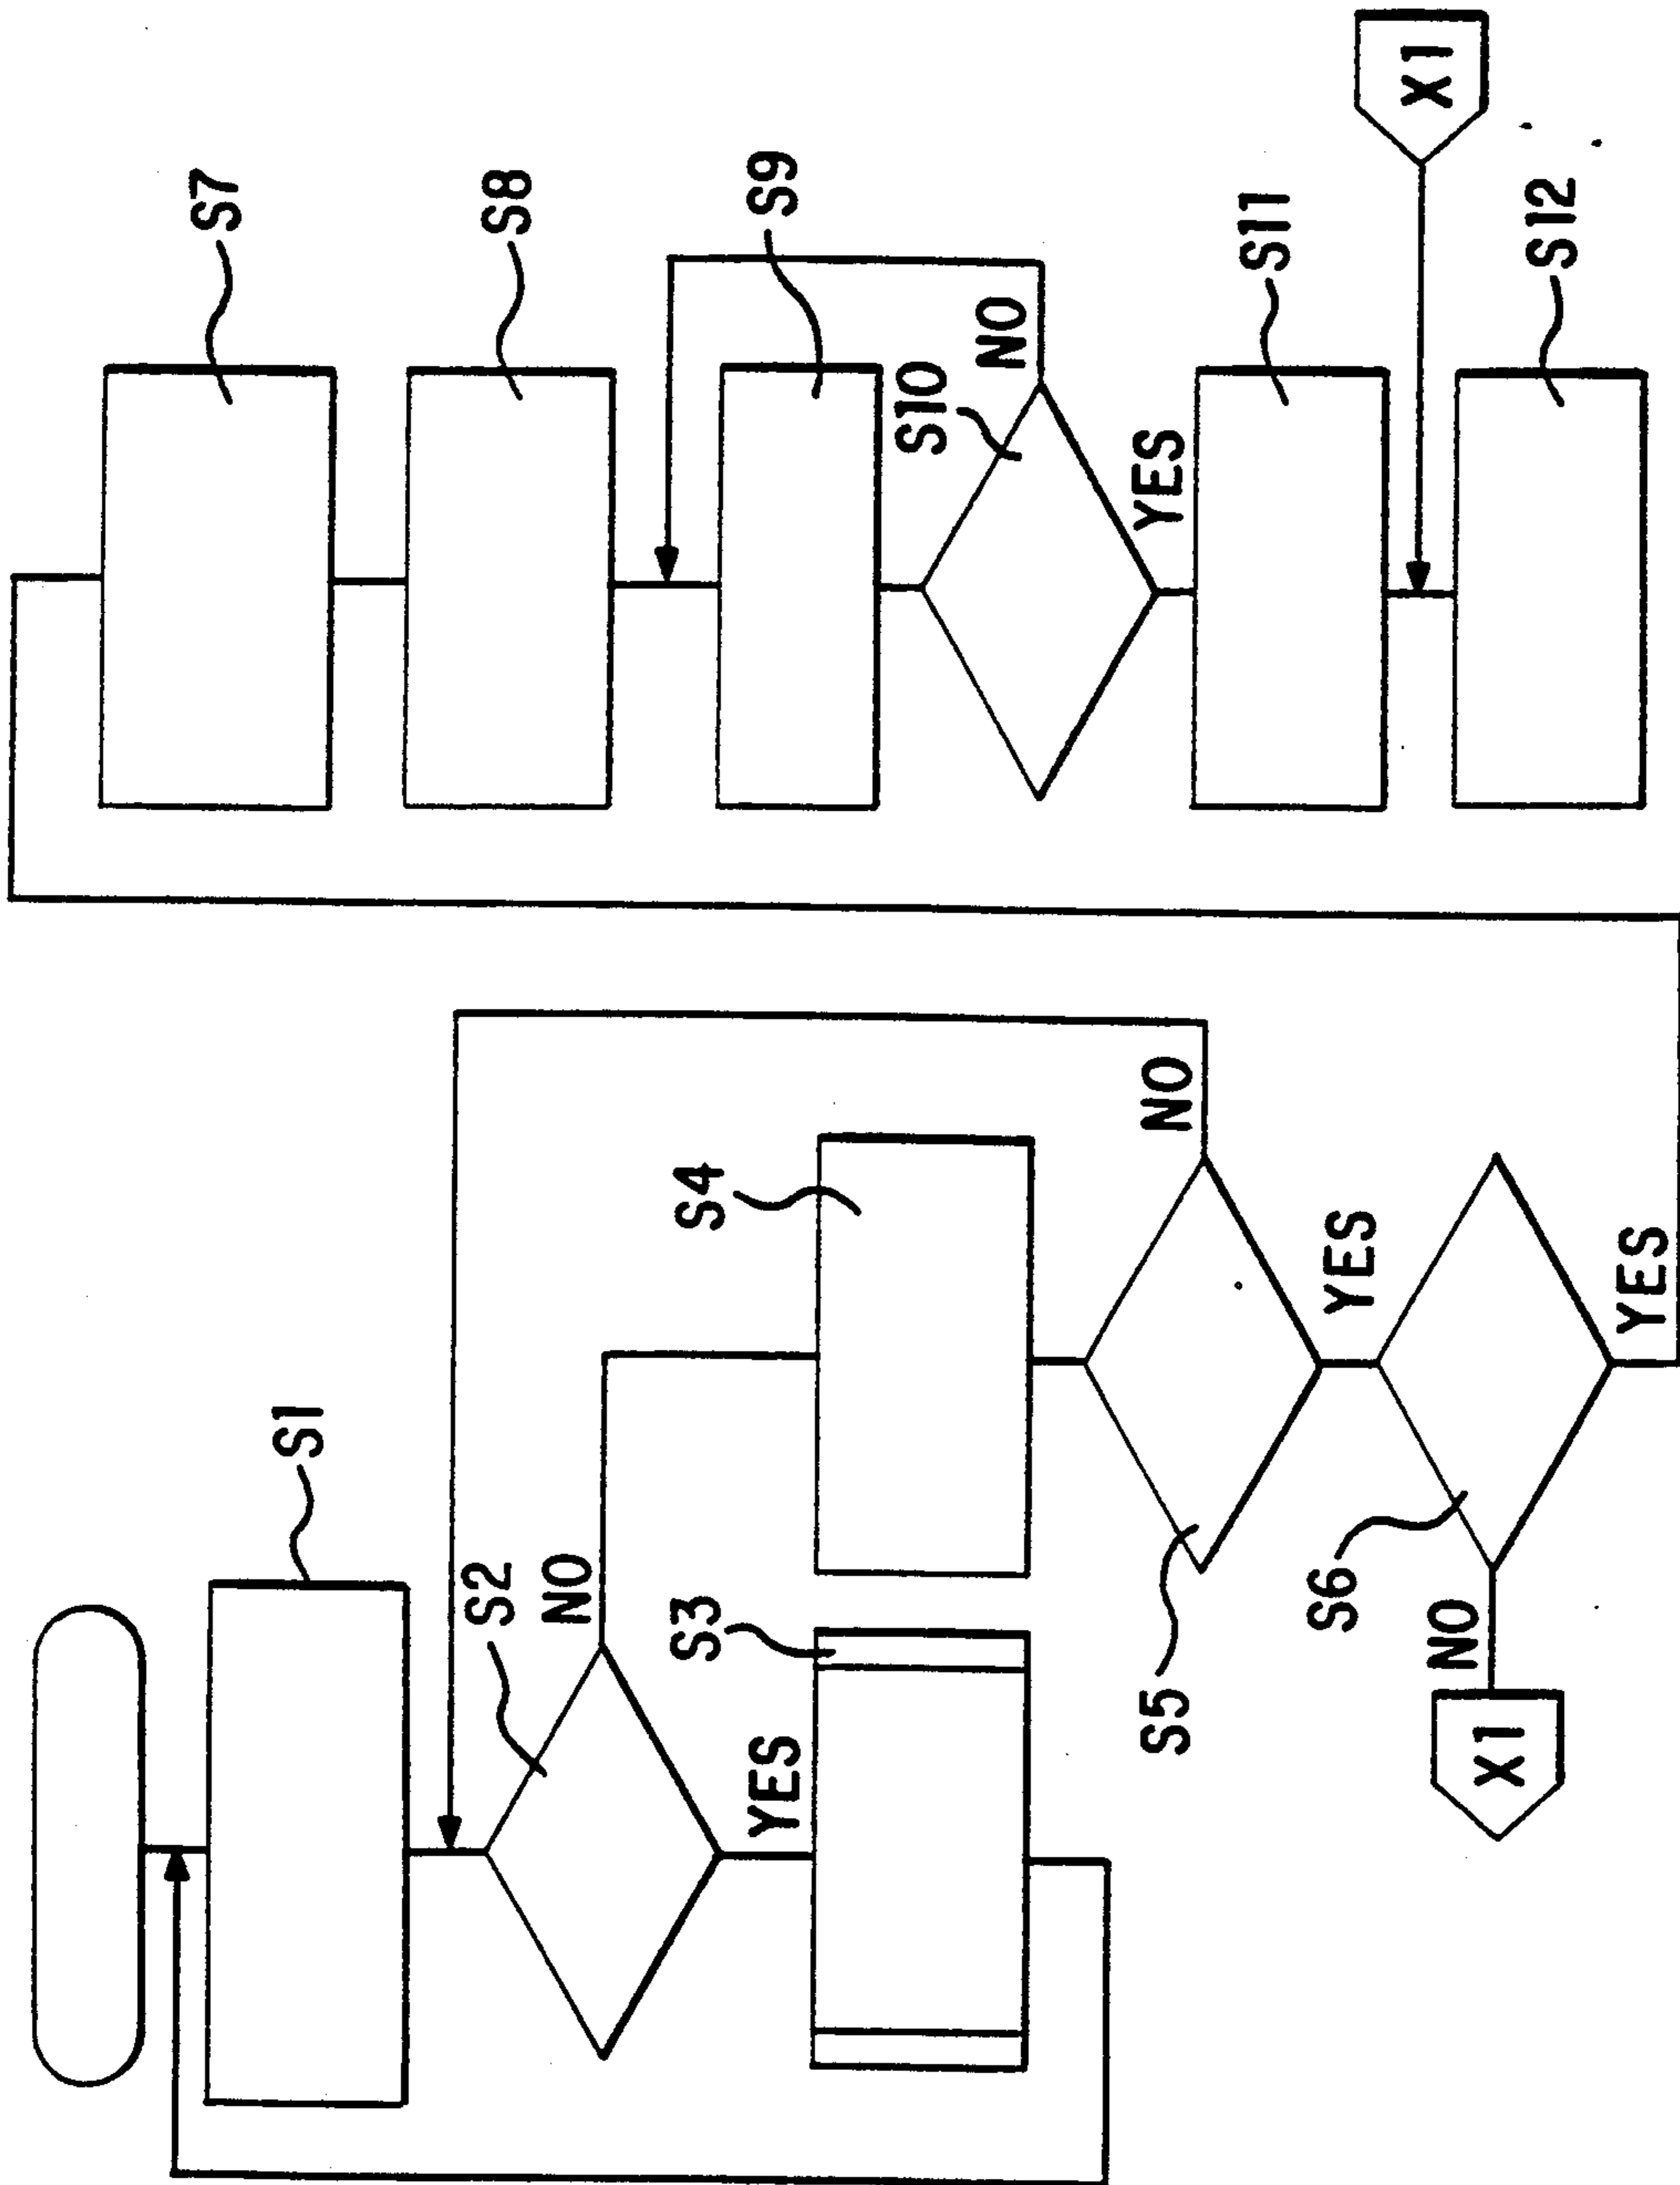 S1
S2
NO
YES
S3
S4
S5
NO
YES
S6
NO
X1
YES
S7
S8
S9
S10
NO
YES
S11
X1
S12